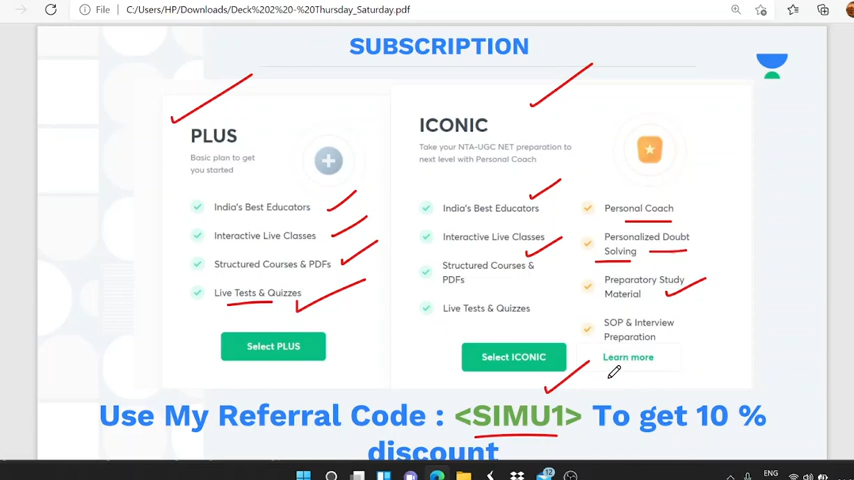 File
C:/Users/HP/Downloads/Deck%202%20-%20Thursday_Saturday.pdf
SUBSCRIPTION
PLUS
Basic plan to get
you started
India's Best Educators
Interactive Live Classes
Structured Courses & PDFs
Live Tests & Quizzes
Select PLUS
ICONIC
Take your NTA-UGC NET preparation to
next level with Personal Coach
India's Best Educators
Interactive Live Classes
Structured Courses &
PDFs
Live Tests & Quizzes
Personal Coach
Personalized Doubt
Solving
Preparatory Study
Material
SOP & Interview
Preparation
Select ICONIC
Learn more
Use My Referral Code : <SIMU1> To get 10 %
discount
12
ENG